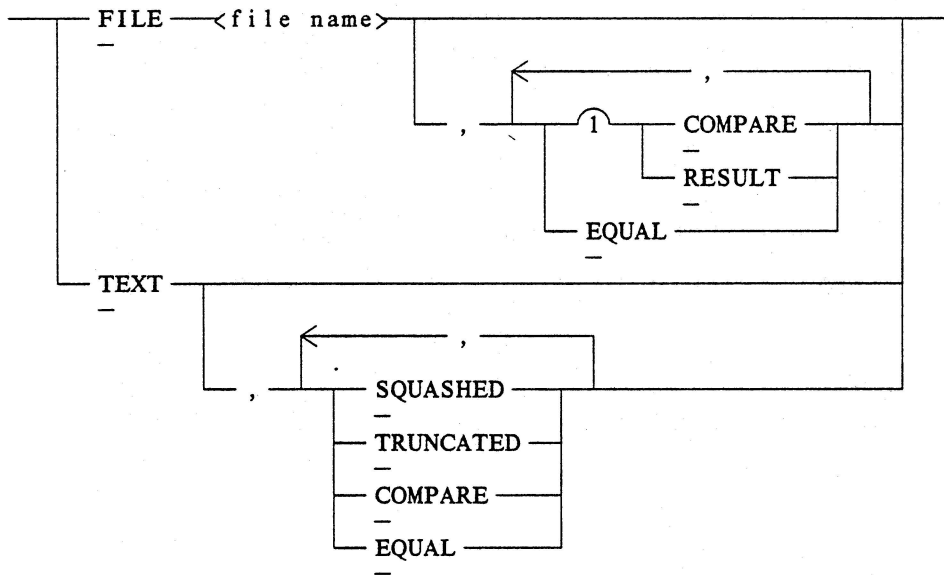 FILE <file name>
,
, 1 COMPARE
RESULT
EQUAL
TEXT
,
, SQUASHED
TRUNCATED
COMPARE
EQUAL